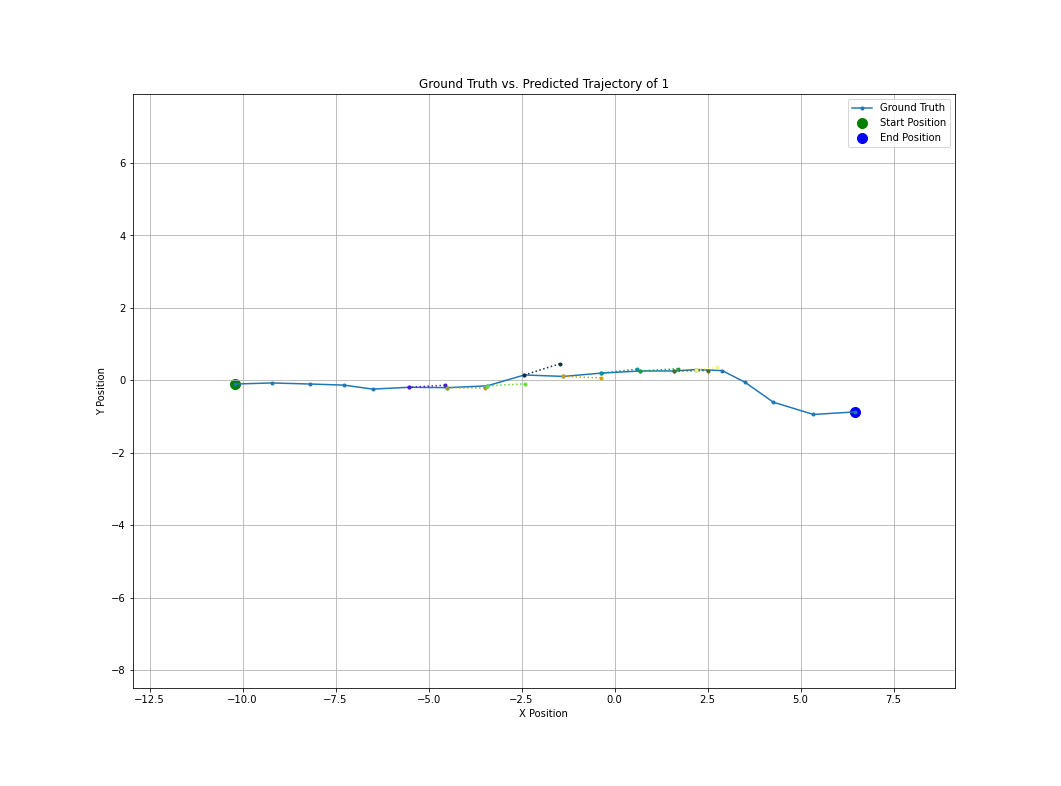 Ground Truth vs. Predicted Trajectory of 1
Ground Truth
Start Position
End Position
6
4
2
0
−2
−4
−6
−8
Y Position
−12.5 −10.0 −7.5 −5.0 −2.5 0.0 2.5 5.0 7.5
X Position